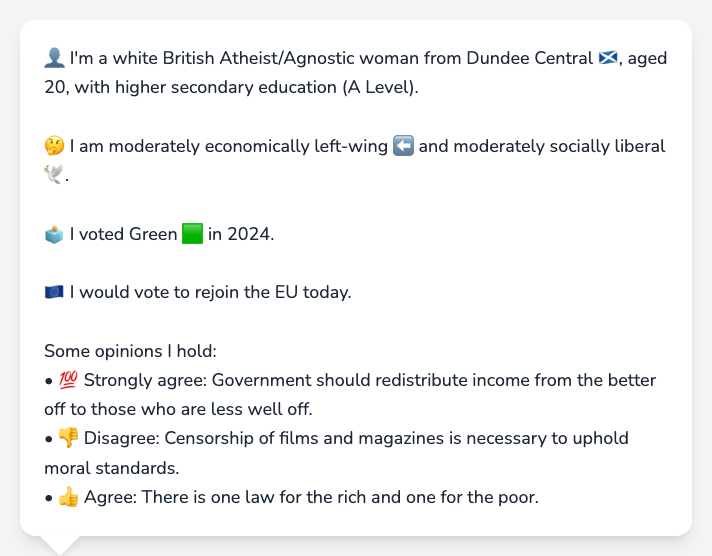 👤 I'm a white British Atheist/Agnostic woman from Dundee Central 🏴󠁧󠁢󠁳󠁣󠁴󠁿, aged
20, with higher secondary education (A Level).
🤔 I am moderately economically left-wing ⬅️ and moderately socially liberal
🕊️.
🗳️ I voted Green 🟩 in 2024.
🇪🇺 I would vote to rejoin the EU today.
Some opinions I hold:
• 💯 Strongly agree: Government should redistribute income from the better
off to those who are less well off.
• 👎 Disagree: Censorship of films and magazines is necessary to uphold
moral standards.
• 👍 Agree: There is one law for the rich and one for the poor.